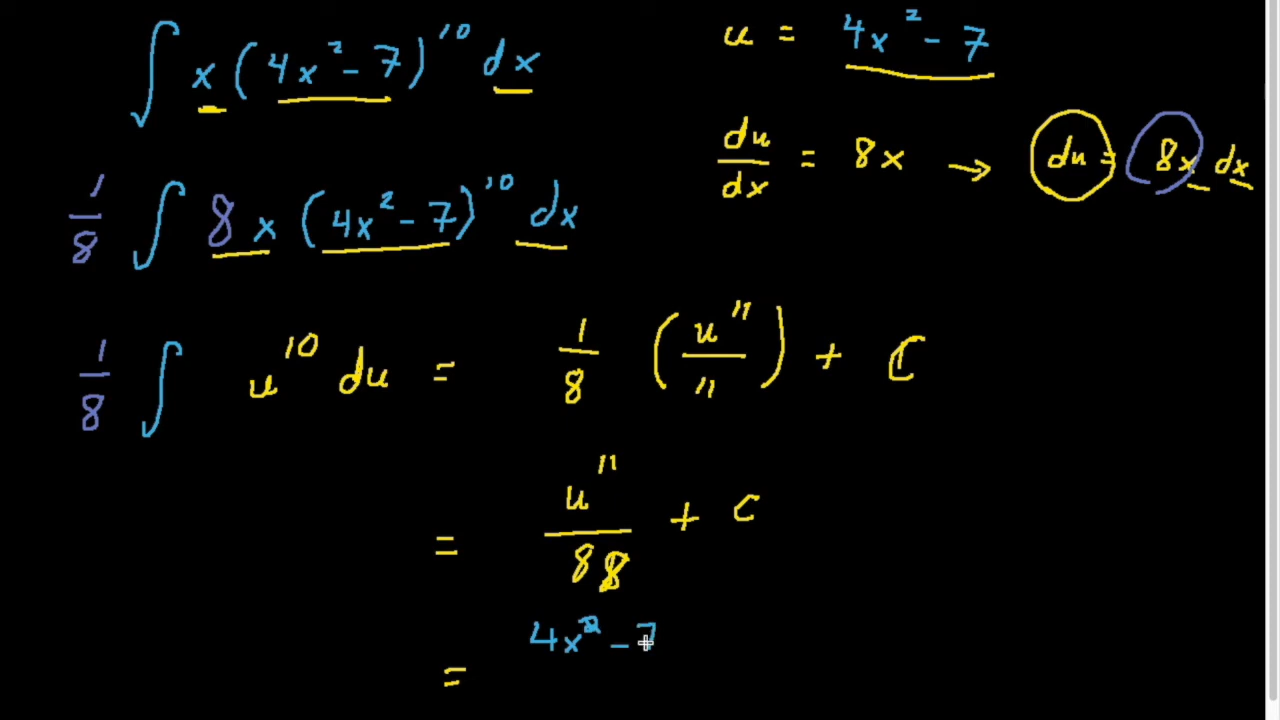 ∫ x (4x² - 7)¹⁰ dx
u = 4x² - 7
du/dx = 8x → du = 8x dx
1/8 ∫ 8x (4x² - 7)¹⁰ dx
1/8 ∫ u¹⁰ du = 1/8 (u¹¹/11) + C
= u¹¹/88 + C
= 4x² - 7